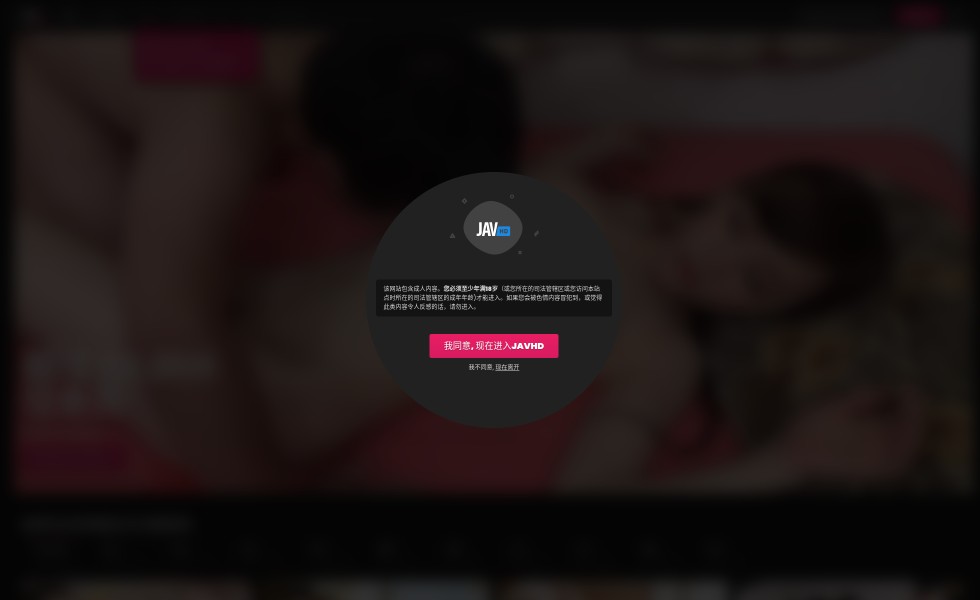 JAV HD
该网站包含成人内容。您必须至少年满18岁（或您所在的司法管辖区或您访问本站
点时所在的司法管辖区的成年年龄)才能进入。如果您会被色情内容冒犯到，或觉得
此类内容令人反感的话，请勿进入。
我同意, 现在进入JAVHD
我不同意, 现在离开